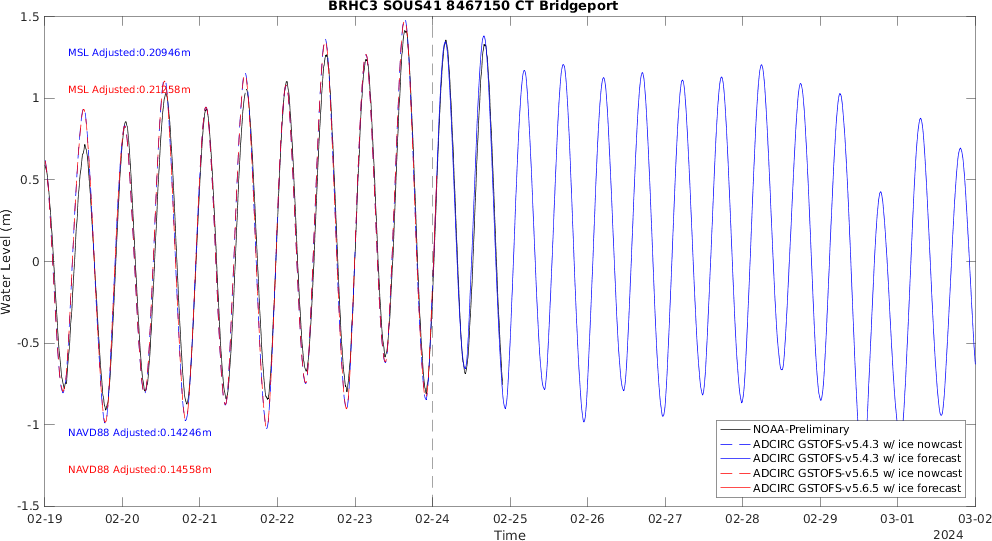 BRHC3 SOUS41 8467150 CT Bridgeport
1.5
1
0.5
0
-0.5
-1
-1.5
Water Level (m)
MSL Adjusted:0.20946m
MSL Adjusted:0.21258m
NAVD88 Adjusted:0.14246m
NAVD88 Adjusted:0.14558m
NOAA-Preliminary
ADCIRC GSTOFS-v5.4.3 w/ ice nowcast
ADCIRC GSTOFS-v5.4.3 w/ ice forecast
ADCIRC GSTOFS-v5.6.5 w/ ice nowcast
ADCIRC GSTOFS-v5.6.5 w/ ice forecast
02-19 02-20 02-21 02-22 02-23 02-24 02-25 02-26 02-27 02-28 02-29 03-01 03-02
Time
2024